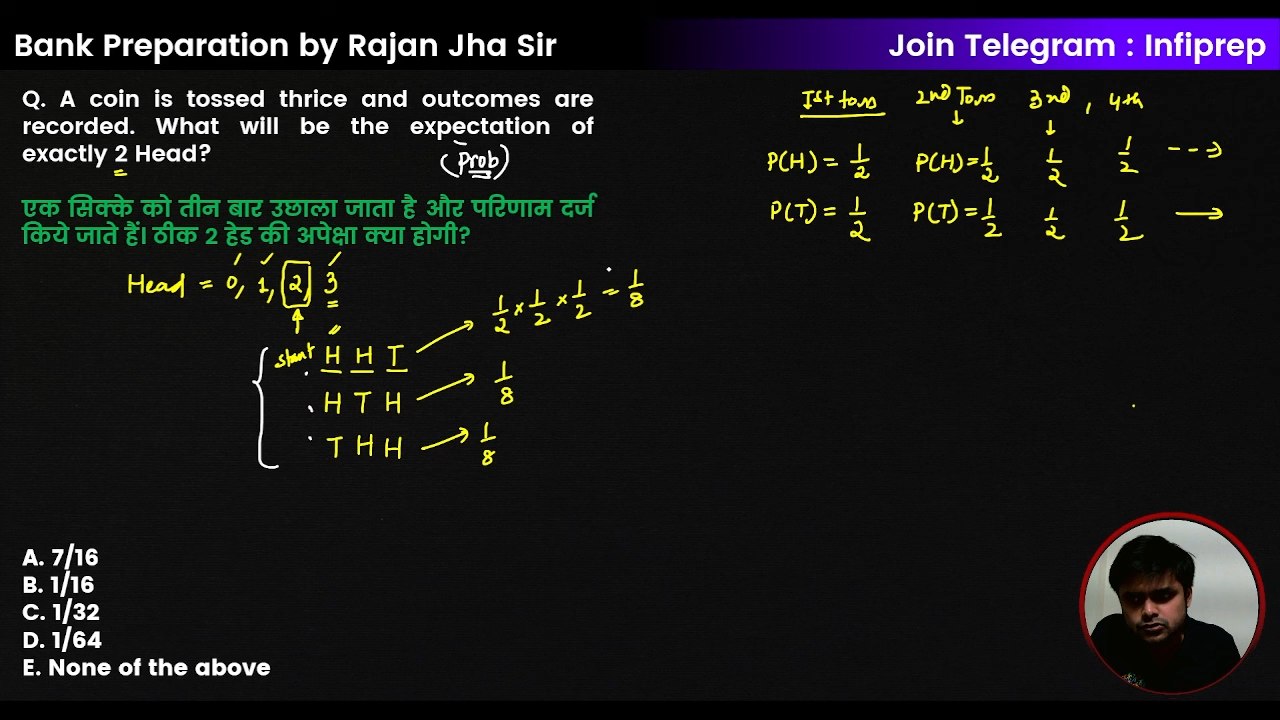 Bank Preparation by Rajan Jha Sir
Join Telegram : Infiprep
Q. A coin is tossed thrice and outcomes are
recorded. What will be the expectation of
exactly 2 Head?
(Prob)
एक सिक्के को तीन बार उछाला जाता है और परिणाम दर्ज
किये जाते हैं। ठीक 2 हेड की अपेक्षा क्या होगी?
Head = 0, 1, 2, 3
start H H T
1/2 × 1/2 × 1/2 = 1/8
H T H
1/8
T H H
1/8
Ist toss 2nd Toss 3rd, 4th
P(H) = 1/2 P(H) = 1/2 1/2 1/2
P(T) = 1/2 P(T) = 1/2 1/2 1/2
A. 7/16
B. 1/16
C. 1/32
D. 1/64
E. None of the above